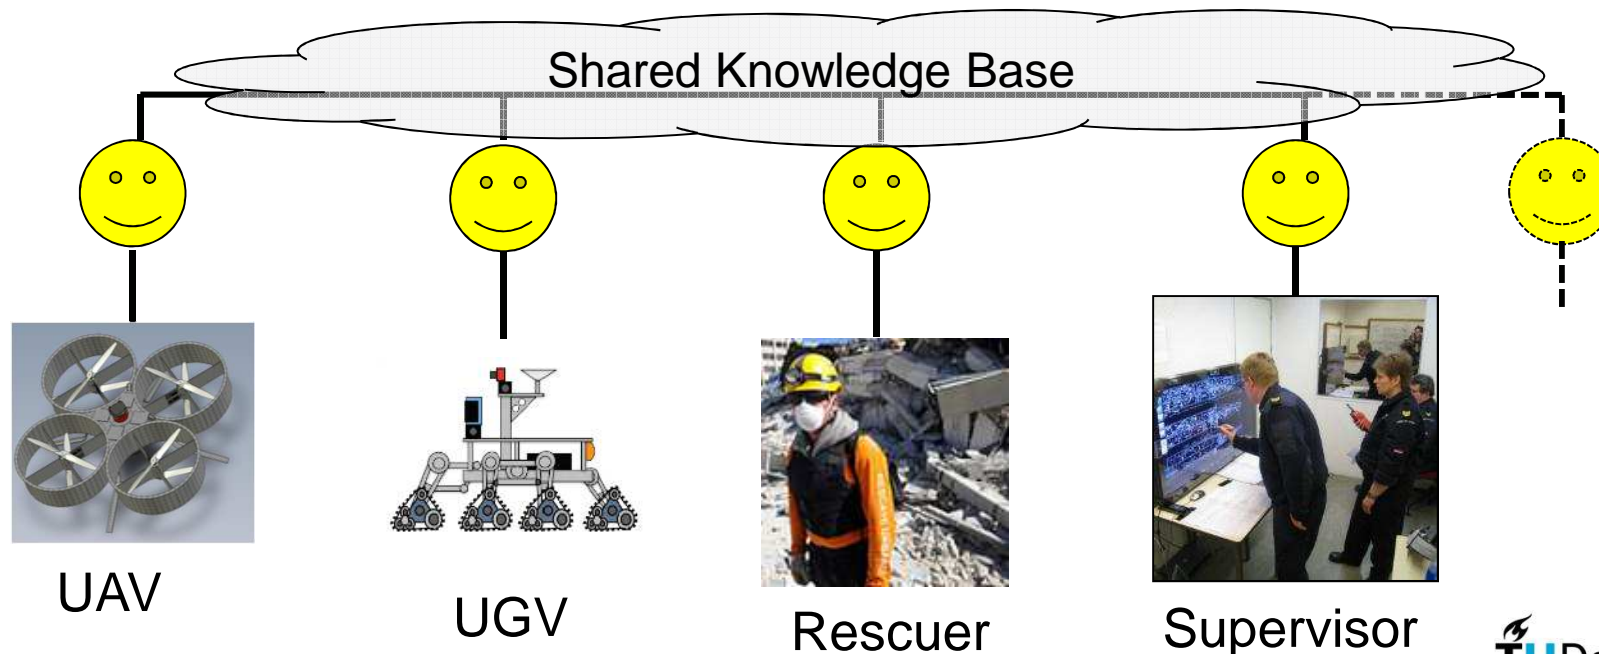 Shared Knowledge Base
UAV
UGV
Rescuer
Supervisor